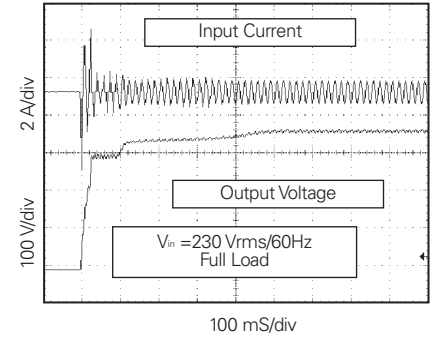 Input Current
2 A/div
Output Voltage
100 V/div
Vin =230 Vrms/60Hz
Full Load
100 mS/div